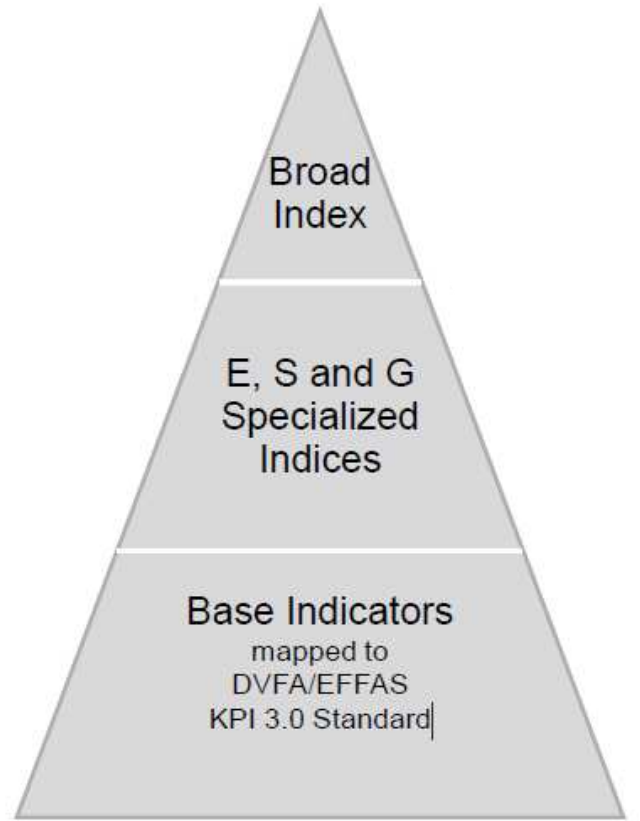 Broad
Index
E, S and G
Specialized
Indices
Base Indicators
mapped to
DVFA/EFFAS
KPI 3.0 Standard